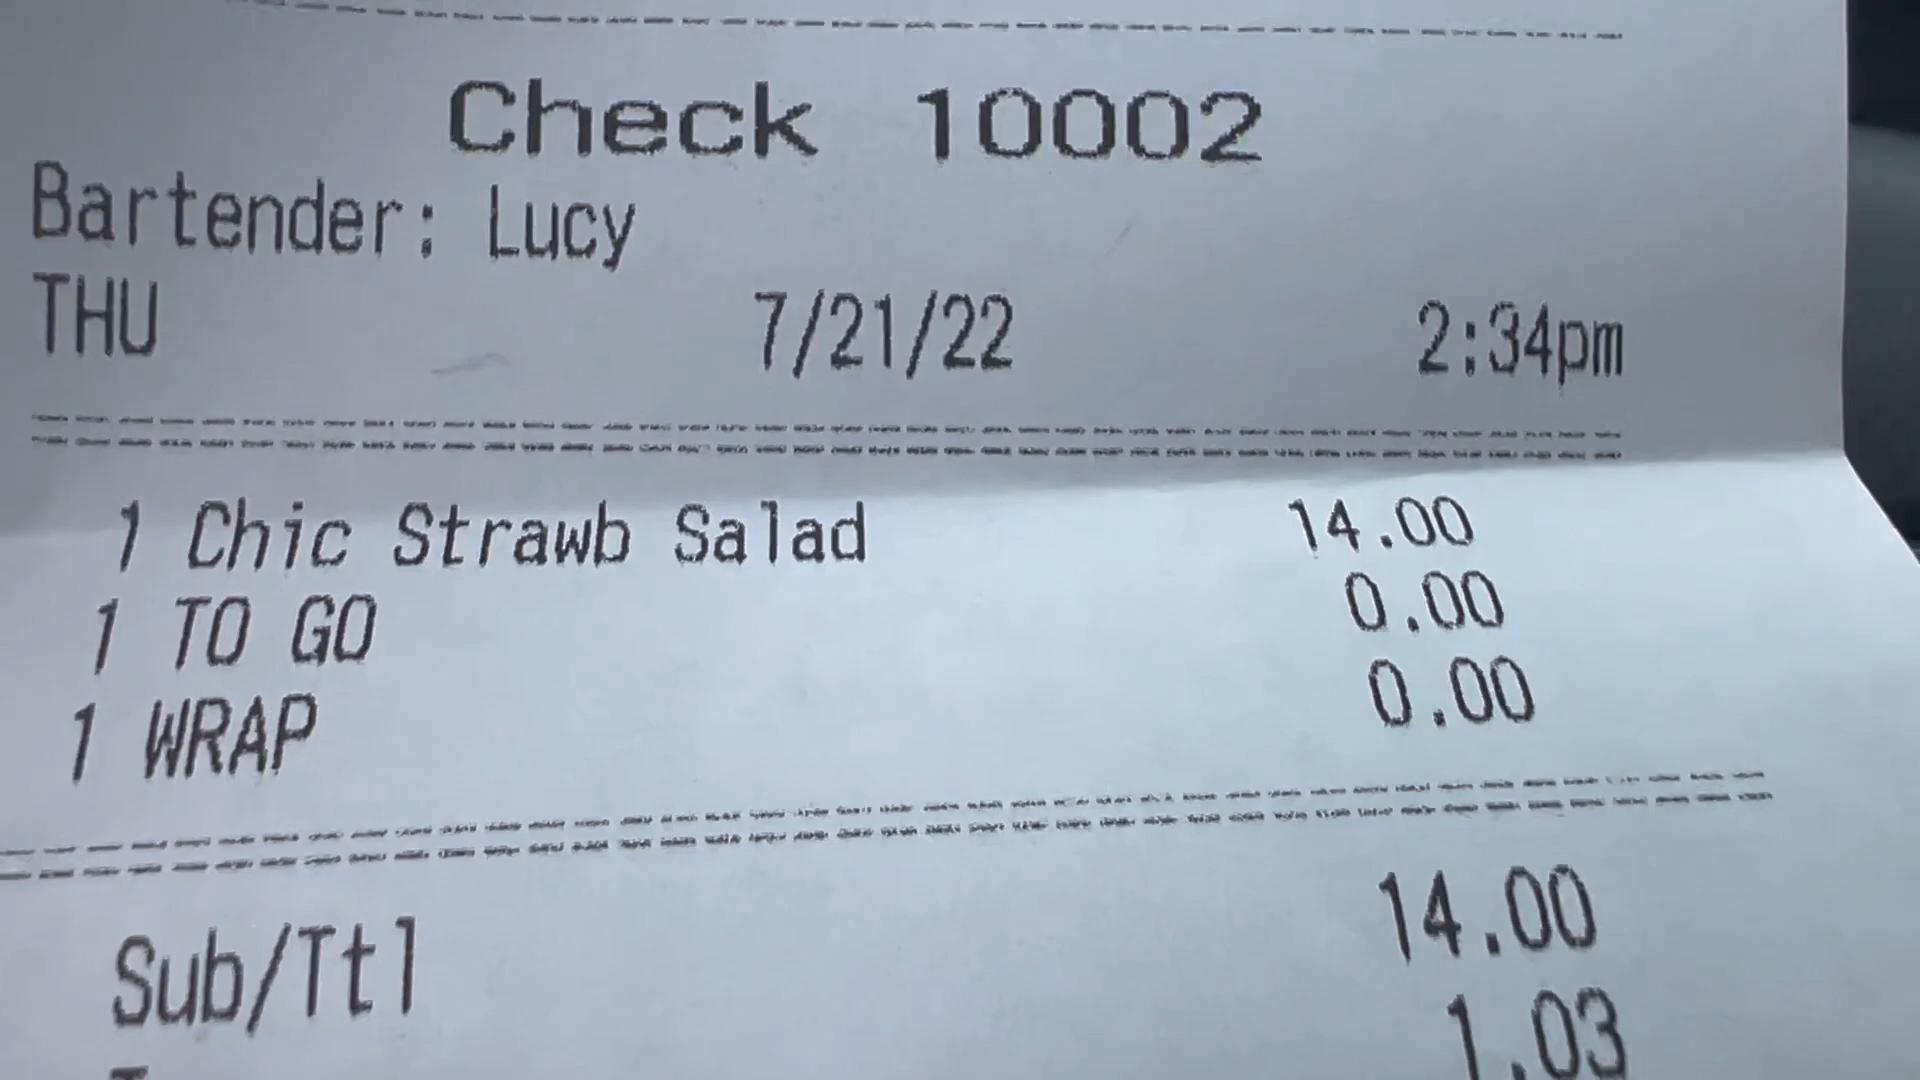 Check 10002
Bartender: Lucy
THU 7/21/22 2:34pm
1 Chic Strawb Salad 14.00
1 TO GO 0.00
1 WRAP 0.00
Sub/Ttl 14.00
1.03